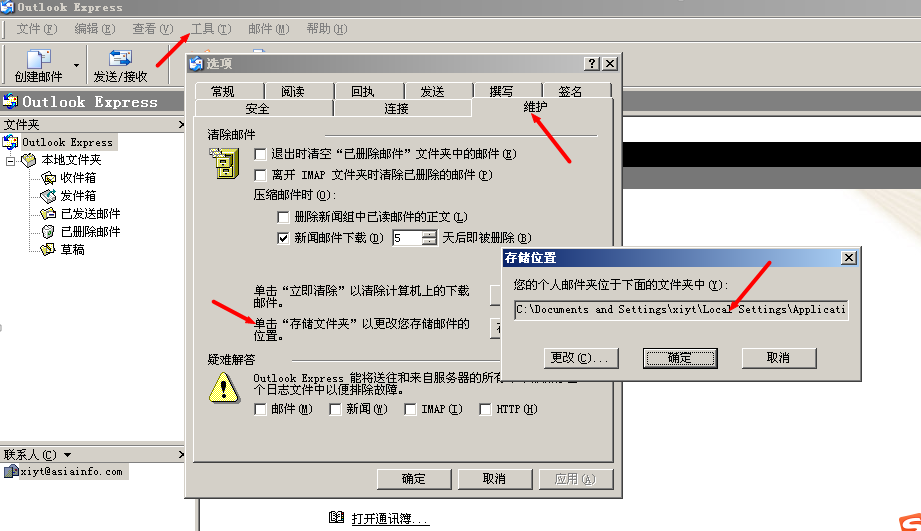 Outlook Express
文件(F) 编辑(E) 查看(V) 工具(T) 邮件(M) 帮助(H)
创建邮件 发送/接收
Outlook Express
文件夹
Outlook Express
本地文件夹
收件箱
发件箱
已发送邮件
已删除邮件
草稿
联系人(C)
xiyt@asiainfo.com
选项
常规 阅读 回执 发送 撰写 签名
安全 连接 维护
清除邮件
退出时清空“已删除邮件”文件夹中的邮件(E)
离开 IMAP 文件夹时清除已删除的邮件(P)
压缩邮件时(O):
删除新闻组中已读邮件的正文(L)
新闻邮件下载(D) 5 天后即被删除(B)
单击“立即清除”以清除计算机上的下载
邮件。
单击“存储文件夹”以更改您存储邮件的
位置。
疑难解答
Outlook Express 能将送往和来自服务器的所有
个日志文件中以便排除故障。
邮件(M) 新闻(W) IMAP(I) HTTP(H)
确定 取消 应用(A)
存储位置
您的个人邮件夹位于下面的文件夹中(Y):
C:\Documents and Settings\xiyt\Local Settings\Applicati
更改(C)... 确定 取消
打开通讯簿...